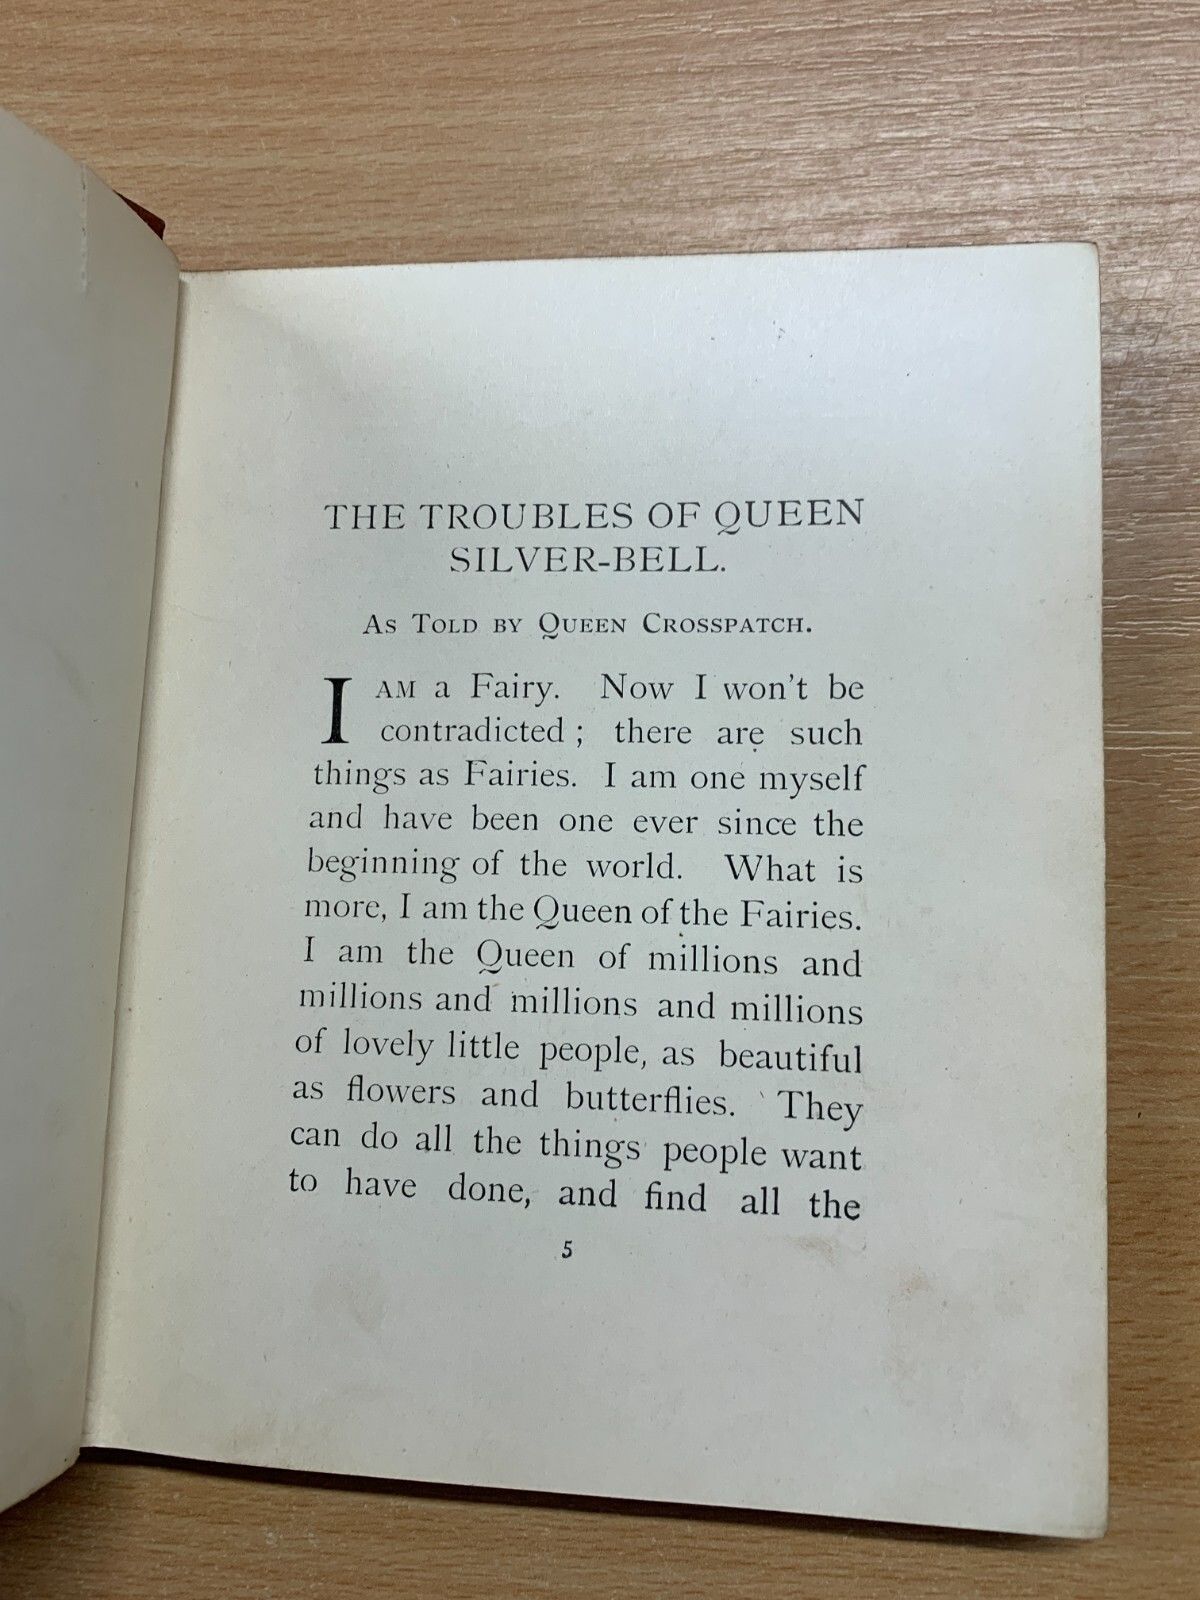 THE TROUBLES OF QUEEN
SILVER-BELL.
As Told by Queen Crosspatch.
I AM a Fairy. Now I won't be
contradicted; there are such
things as Fairies. I am one myself
and have been one ever since the
beginning of the world. What is
more, I am the Queen of the Fairies.
I am the Queen of millions and
millions and millions and millions
of lovely little people, as beautiful
as flowers and butterflies. They
can do all the things people want
to have done, and find all the
5